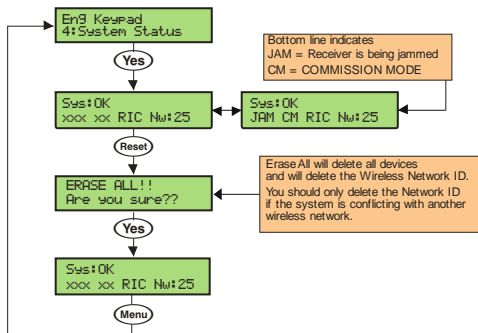 Eng Keypad
4:System Status
Yes
Bottom line indicates
JAM = Receiver is being jammed
CM = COMMISSION MODE
Sys:OK
xxx xx RIC Nw:25
Sys:OK
JAM CM RIC Nw:25
Reset
ERASE ALL!!
Are you sure??
Erase All will delete all devices
and will delete the Wireless Network ID.
You should only delete the Network ID
if the system is conflicting with another
wireless network.
Yes
Sys:OK
xxx xx RIC Nw:25
Menu